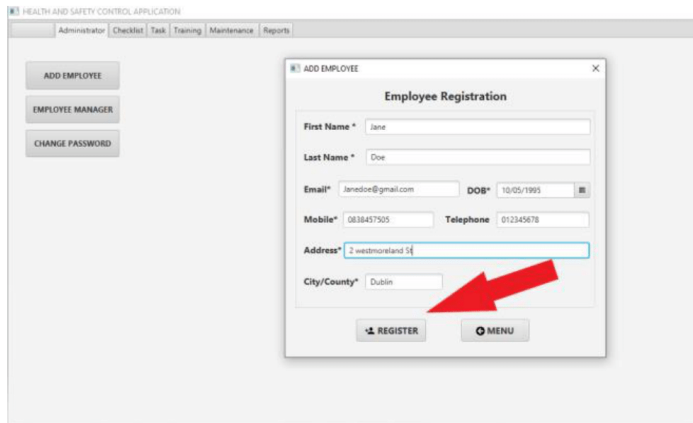 HEALTH AND SAFETY CONTROL APPLICATION
Administrator Checklist Task Training Maintenance Reports
ADD EMPLOYEE
EMPLOYEE MANAGER
CHANGE PASSWORD
ADD EMPLOYEE
Employee Registration
First Name * Jane
Last Name * Doe
Email* Janedoe@gmail.com DOB* 10/05/1995
Mobile* 0838457505 Telephone 012345678
Address* 2 westmoreland St
City/County* Dublin
REGISTER MENU